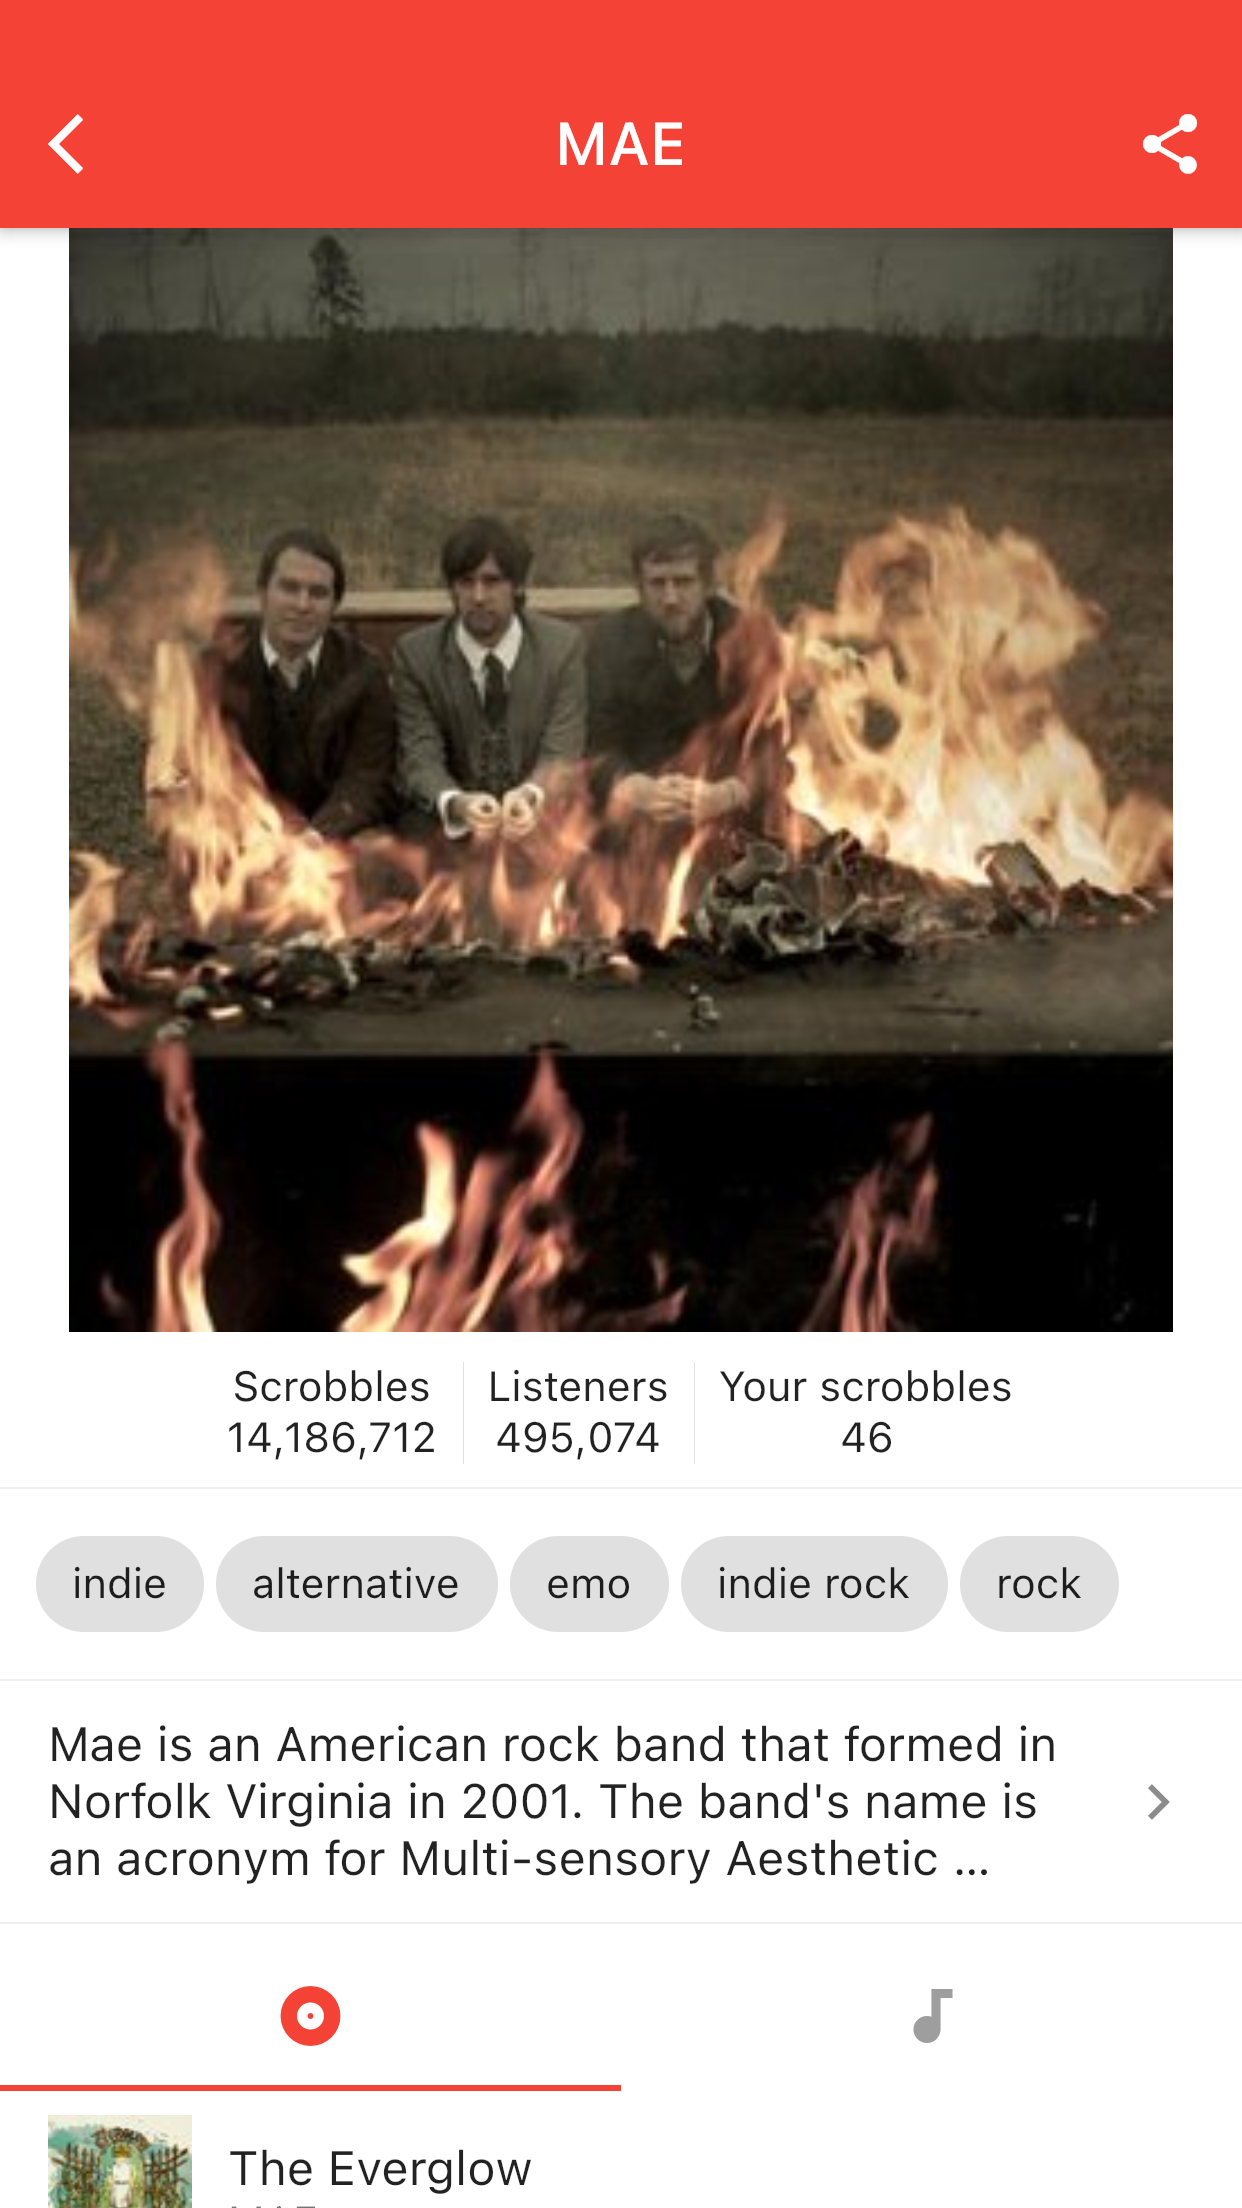 MAE
Scrobbles
14,186,712
Listeners
495,074
Your scrobbles
46
indie
alternative
emo
indie rock
rock
Mae is an American rock band that formed in
Norfolk Virginia in 2001. The band's name is
an acronym for Multi-sensory Aesthetic ...
The Everglow